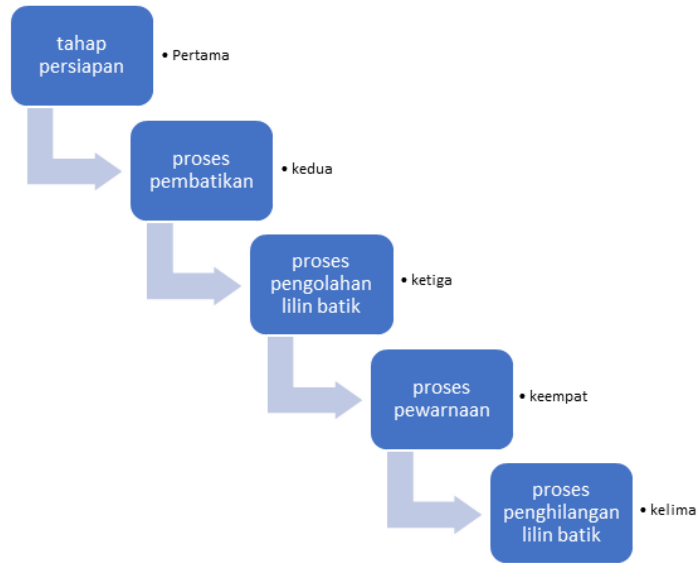 tahap
persiapan
• Pertama
proses
pembatikan
• kedua
proses
pengolahan
lilin batik
• ketiga
proses
pewarnaan
• keempat
proses
penghilangan
lilin batik
• kelima